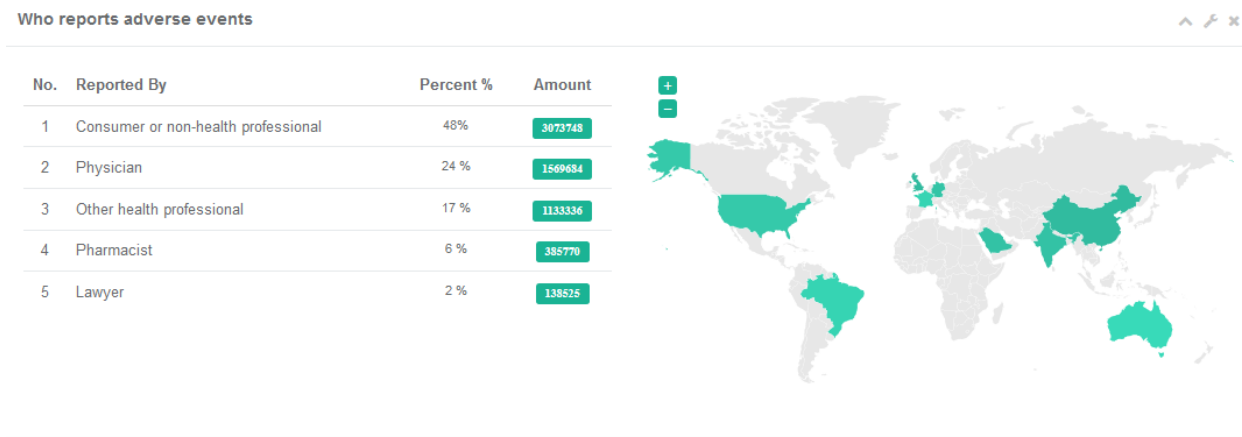 Who reports adverse events
No. Reported By Percent % Amount
1 Consumer or non-health professional 48% 3073748
2 Physician 24 % 1569684
3 Other health professional 17 % 1133336
4 Pharmacist 6 % 385770
5 Lawyer 2 % 138525
+
−